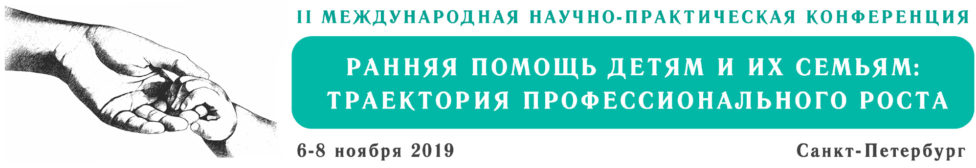 II МЕЖДУНАРОДНАЯ НАУЧНО-ПРАКТИЧЕСКАЯ КОНФЕРЕНЦИЯ
РАННЯЯ ПОМОЩЬ ДЕТЯМ И ИХ СЕМЬЯМ:
ТРАЕКТОРИЯ ПРОФЕССИОНАЛЬНОГО РОСТА
6-8 ноября 2019 Санкт-Петербург